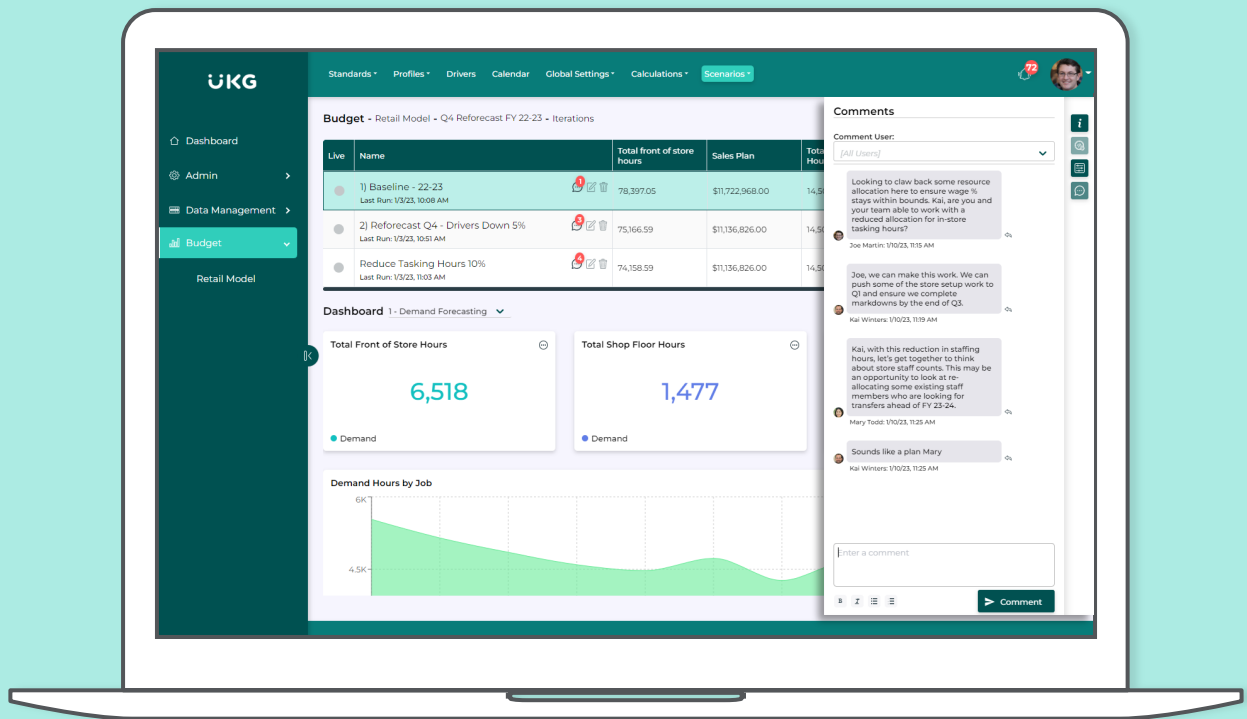 UKG
Standards
Profiles
Drivers
Calendar
Global Settings
Calculations
Scenarios
72
Dashboard
Admin
Data Management
Budget
Retail Model
Budget - Retail Model - Q4 Reforecast FY 22-23 - Iterations
Live
Name
Total front of store
hours
Sales Plan
1) Baseline - 22-23
Last Run: 1/3/23, 10:08 AM
1
78,397.05
$11,722,968.00
2) Reforecast Q4 - Drivers Down 5%
Last Run: 1/3/23, 10:51 AM
3
75,166.59
$11,136,826.00
Reduce Tasking Hours 10%
Last Run: 1/3/23, 11:03 AM
4
74,158.59
$11,136,826.00
Dashboard 1 - Demand Forecasting
Total Front of Store Hours
6,518
Demand
Total Shop Floor Hours
1,477
Demand
Demand Hours by Job
6K
4.5K
Comments
Comment User:
[All Users]
Looking to claw back some resource
allocation here to ensure wage %
stays within bounds. Kai, are you and
your team able to work with a
reduced allocation for in-store
tasking hours?
Joe Martin: 1/10/23, 11:15 AM
Joe, we can make this work. We can
push some of the store setup work to
Q1 and ensure we complete
markdowns by the end of Q3.
Kai Winters: 1/10/23, 11:19 AM
Kai, with this reduction in staffing
hours, let's get together to think
about store staff counts. This may be
an opportunity to look at re-
allocating some existing staff
members who are looking for
transfers ahead of FY 23-24.
Mary Todd: 1/10/23, 11:25 AM
Sounds like a plan Mary
Kai Winters: 1/10/23, 11:25 AM
Enter a comment
B I
Comment